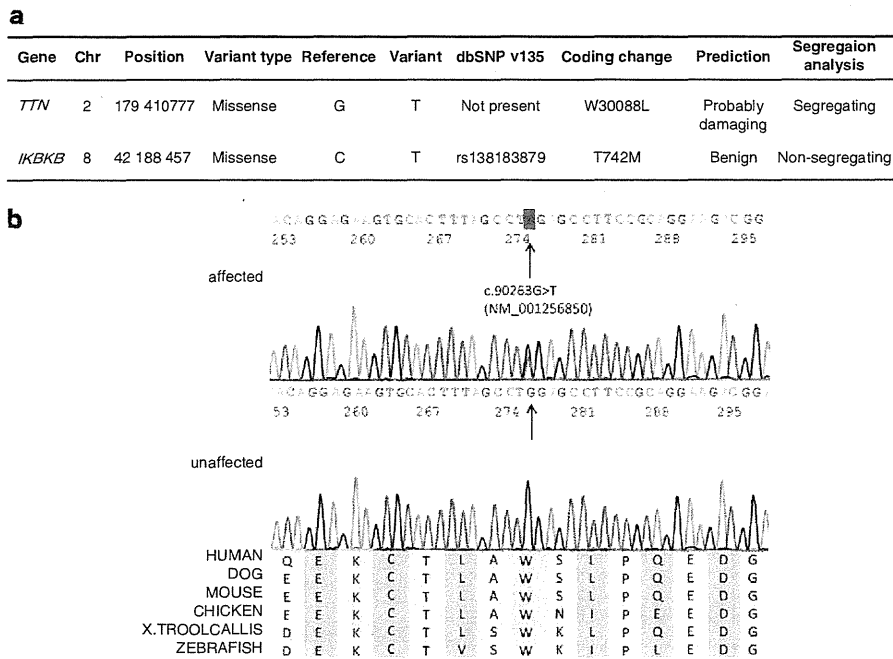 a
Gene Chr Position Variant type Reference Variant dbSNP v135 Coding change Prediction Segregaion analysis
TTN 2 179 410777 Missense G T Not present W30088L Probably damaging Segregating
IKBKB 8 42 188 457 Missense C T rs138183879 T742M Benign Non-segregating
b
253 260 267 274 281 288 295
affected
c.90263G>T
(NM_001256850)
53 260 267 274 281 288 295
unaffected
HUMAN Q E K C T L A W S L P Q E D G
DOG E E K C T L A W S L P Q E D G
MOUSE E E K C T L A W S L P Q E D G
CHICKEN E E K C T L A W N I P E E D G
X.TROOLCALLIS D E K C T L S W K L P Q E D G
ZEBRAFISH D E K C T V S W K I P L E D G